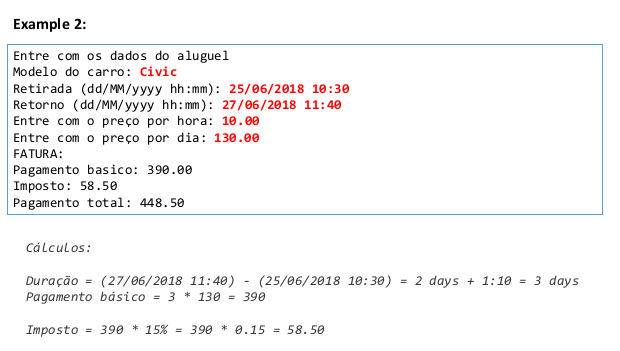 Example 2:
Entre com os dados do aluguel
Modelo do carro: Civic
Retirada (dd/MM/yyyy hh:mm): 25/06/2018 10:30
Retorno (dd/MM/yyyy hh:mm): 27/06/2018 11:40
Entre com o preço por hora: 10.00
Entre com o preço por dia: 130.00
FATURA:
Pagamento basico: 390.00
Imposto: 58.50
Pagamento total: 448.50
Cálculos:
Duração = (27/06/2018 11:40) - (25/06/2018 10:30) = 2 days + 1:10 = 3 days
Pagamento básico = 3 * 130 = 390
Imposto = 390 * 15% = 390 * 0.15 = 58.50